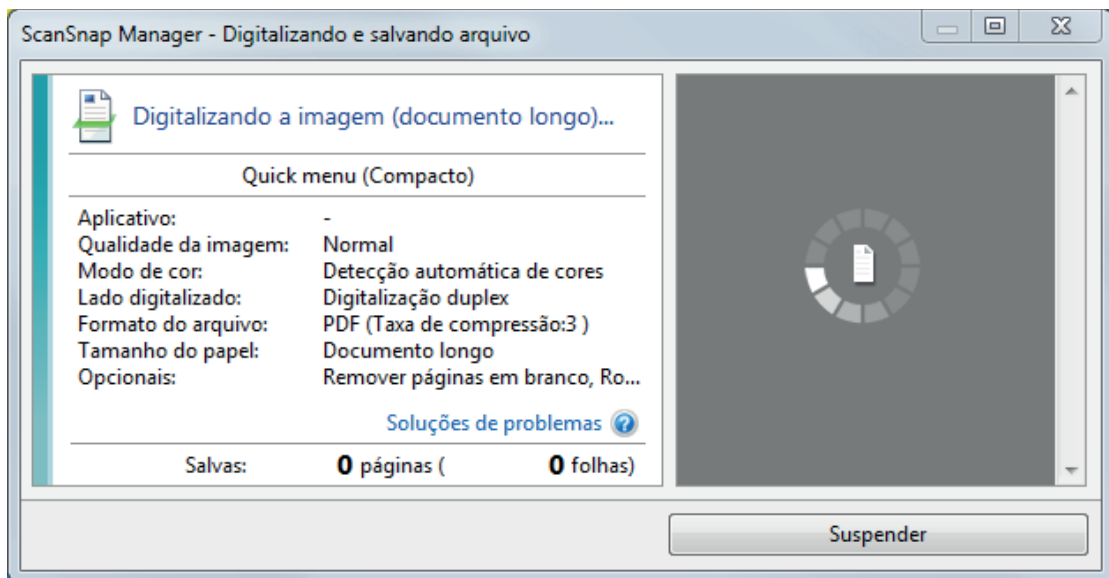 ScanSnap Manager - Digitalizando e salvando arquivo
Digitalizando a imagem (documento longo)...
Quick menu (Compacto)
Aplicativo: -
Qualidade da imagem: Normal
Modo de cor: Detecção automática de cores
Lado digitalizado: Digitalização duplex
Formato do arquivo: PDF (Taxa de compressão:3 )
Tamanho do papel: Documento longo
Opcionais: Remover páginas em branco, Ro...
Soluções de problemas
Salvas: 0 páginas ( 0 folhas)
Suspender